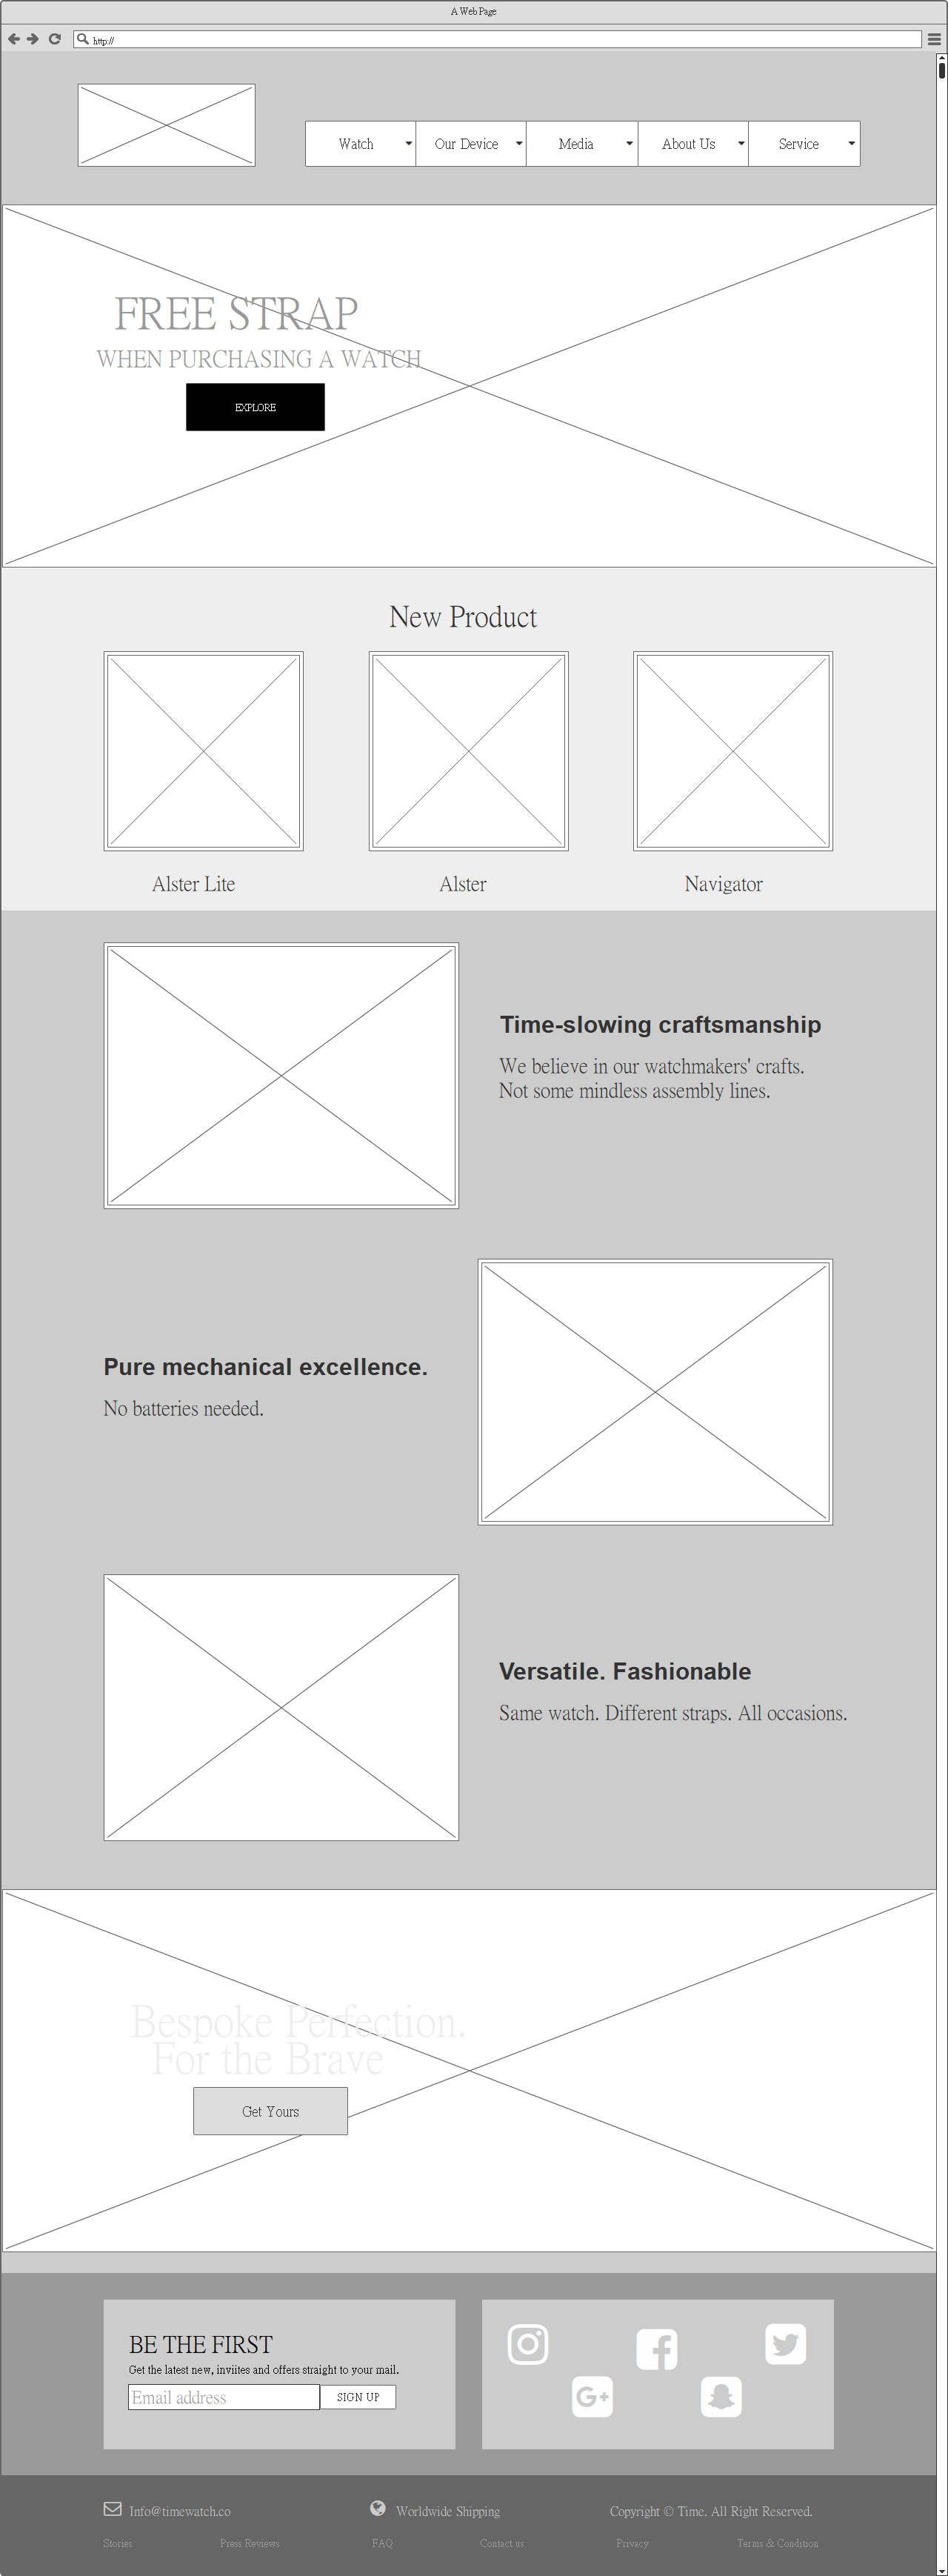 A Web Page
http://
Watch Our Device Media About Us Service
FREE STRAP
WHEN PURCHASING A WATCH
EXPLORE
New Product
Alster Lite Alster Navigator
Time-slowing craftsmanship
We believe in our watchmakers' crafts.
Not some mindless assembly lines.
Pure mechanical excellence.
No batteries needed.
Versatile. Fashionable
Same watch. Different straps. All occasions.
Bespoke Perfection.
For the Brave
Get Yours
BE THE FIRST
Get the latest new, inviites and offers straight to your mail.
Email address SIGN UP
Info@timewatch.co Worldwide Shipping Copyright © Time. All Right Reserved.
Stories Press Reviews FAQ Contact us Privacy Terms & Condition